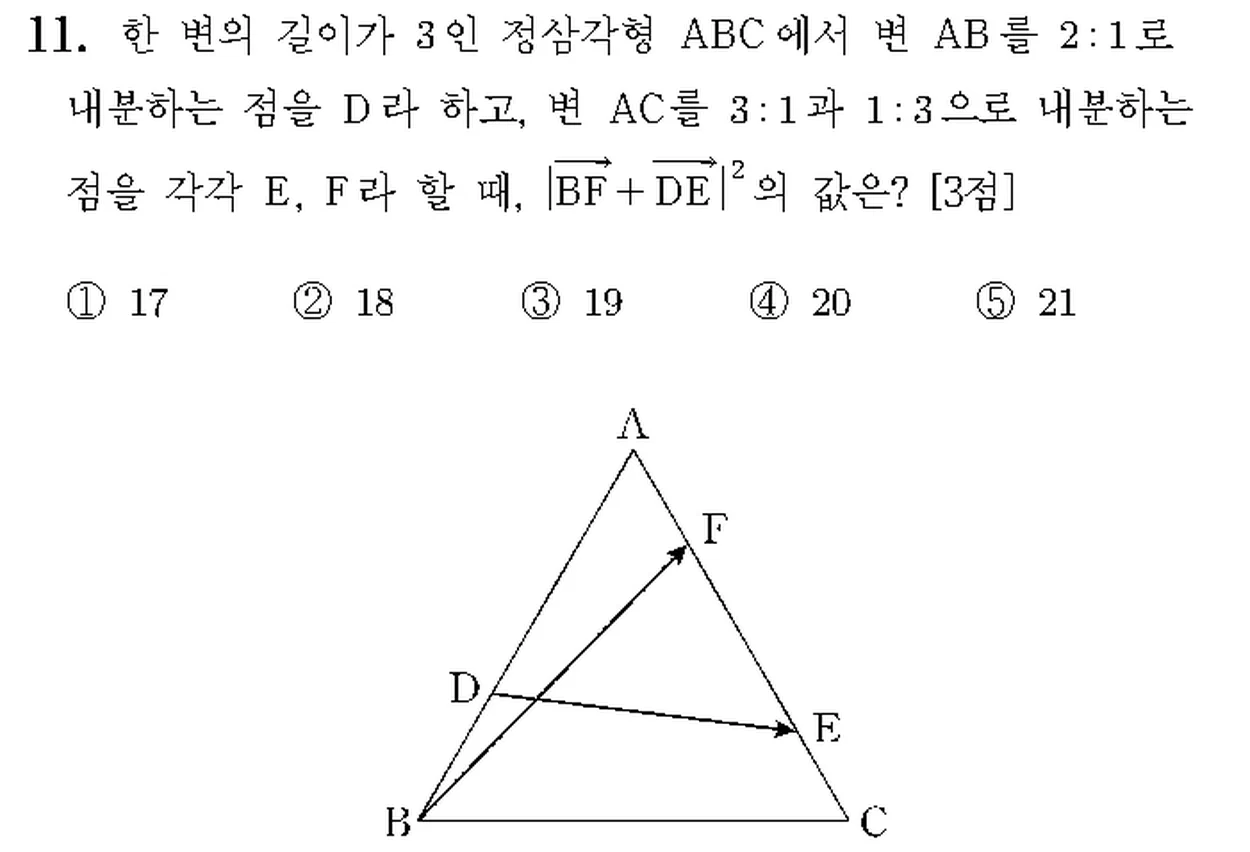 11. 한 변의 길이가 3인 정삼각형 ABC에서 변 AB를 2:1로
내분하는 점을 D라 하고, 변 AC를 3:1과 1:3으로 내분하는
점을 각각 E, F라 할 때, |\overrightarrow{BF}+\overrightarrow{DE}|²의 값은? [3점]
① 17 ② 18 ③ 19 ④ 20 ⑤ 21
A
F
D
E
B
C